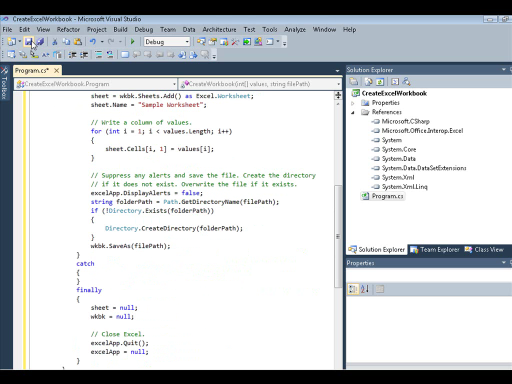 CreateExcelWorkbook - Microsoft Visual Studio
File Edit View Refactor Project Build Debug Team Data Architecture Test Tools Analyze Window Help
Debug
Program.cs*
Toolbox
CreateExcelWorkbook.Program
CreateWorkbook(int[] values, string filePath)
sheet = wkbk.Sheets.Add() as Excel.Worksheet;
sheet.Name = "Sample Worksheet";
// Write a column of values.
for (int i = 1; i < values.Length; i++)
{
sheet.Cells[i, 1] = values[i];
}
// Suppress any alerts and save the file. Create the directory
// if it does not exist. Overwrite the file if it exists.
excelApp.DisplayAlerts = false;
string folderPath = Path.GetDirectoryName(filePath);
if (!Directory.Exists(folderPath))
{
Directory.CreateDirectory(folderPath);
}
wkbk.SaveAs(filePath);
}
catch
{
}
finally
{
sheet = null;
wkbk = null;
// Close Excel.
excelApp.Quit();
excelApp = null;
}
}
Solution Explorer
CreateExcelWorkbook
Properties
References
Microsoft.CSharp
Microsoft.Office.Interop.Excel
System
System.Core
System.Data
System.Data.DataSetExtensions
System.Xml
System.Xml.Linq
Program.cs
Solution Explorer Team Explorer Class View
Properties